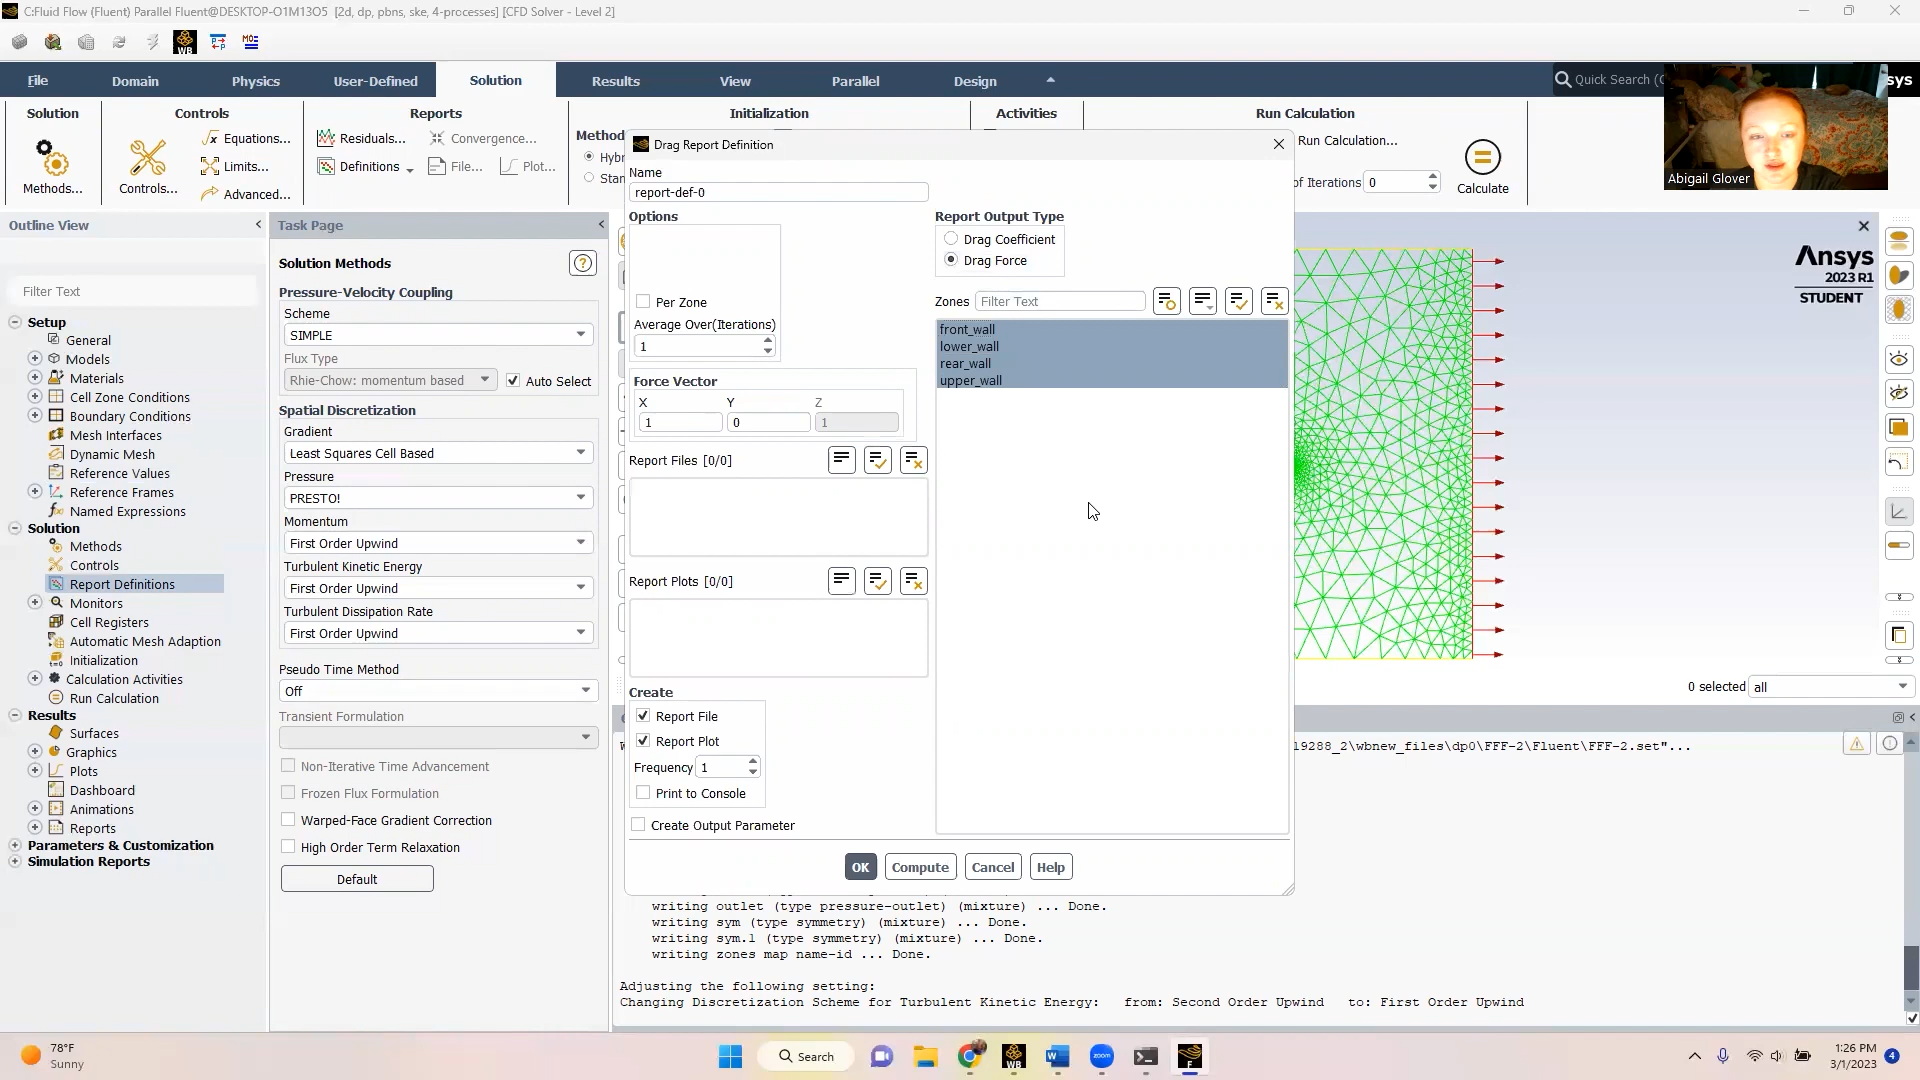 C:Fluid Flow (Fluent) Parallel Fluent@DESKTOP-O1M13O5 [2d, dp, pbns, ske, 4-processes] [CFD Solver - Level 2]
WB
File Domain Physics User-Defined Solution Results View Parallel Design
Quick Search (C
sys
Solution Controls Reports Initialization Activities Run Calculation
Methods...
Controls...
Equations...
Limits...
Advanced...
Residuals...
Convergence...
Definitions
File...
Plot...
Method
Hyb
Stan
Run Calculation...
of Iterations 0
Calculate
Abigail Glover
Outline View
Filter Text
Setup
General
Models
Materials
Cell Zone Conditions
Boundary Conditions
Mesh Interfaces
Dynamic Mesh
Reference Values
Reference Frames
Named Expressions
Solution
Methods
Controls
Report Definitions
Monitors
Cell Registers
Automatic Mesh Adaption
Initialization
Calculation Activities
Run Calculation
Results
Surfaces
Graphics
Plots
Dashboard
Animations
Reports
Parameters & Customization
Simulation Reports
Task Page
Solution Methods
Pressure-Velocity Coupling
Scheme
SIMPLE
Flux Type
Rhie-Chow: momentum based
Auto Select
Spatial Discretization
Gradient
Least Squares Cell Based
Pressure
PRESTO!
Momentum
First Order Upwind
Turbulent Kinetic Energy
First Order Upwind
Turbulent Dissipation Rate
First Order Upwind
Pseudo Time Method
Off
Transient Formulation
Non-Iterative Time Advancement
Frozen Flux Formulation
Warped-Face Gradient Correction
High Order Term Relaxation
Default
Drag Report Definition
Name
report-def-0
Options
Per Zone
Average Over(Iterations)
1
Force Vector
X Y Z
1 0 1
Report Files [0/0]
Report Plots [0/0]
Create
Report File
Report Plot
Frequency 1
Print to Console
Create Output Parameter
Report Output Type
Drag Coefficient
Drag Force
Zones Filter Text
front_wall
lower_wall
rear_wall
upper_wall
OK Compute Cancel Help
Ansys
2023 R1
STUDENT
0 selected all
19288_2\wbnew_files\dp0\FFF-2\Fluent\FFF-2.set"...
writing outlet (type pressure-outlet) (mixture) ... Done.
writing sym (type symmetry) (mixture) ... Done.
writing sym.1 (type symmetry) (mixture) ... Done.
writing zones map name-id ... Done.
Adjusting the following setting:
Changing Discretization Scheme for Turbulent Kinetic Energy: from: Second Order Upwind to: First Order Upwind
78°F
Sunny
Search
zoom
1:26 PM
3/1/2023
4